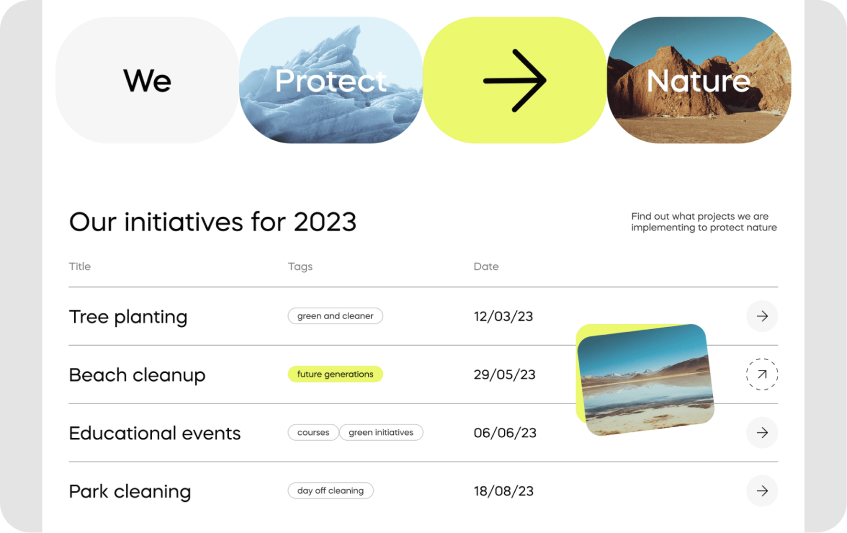 We
Protect
Nature
Our initiatives for 2023
Find out what projects we are
implementing to protect nature
Title Tags Date
Tree planting green and cleaner 12/03/23
Beach cleanup future generations 29/05/23
Educational events courses green initiatives 06/06/23
Park cleaning day off cleaning 18/08/23